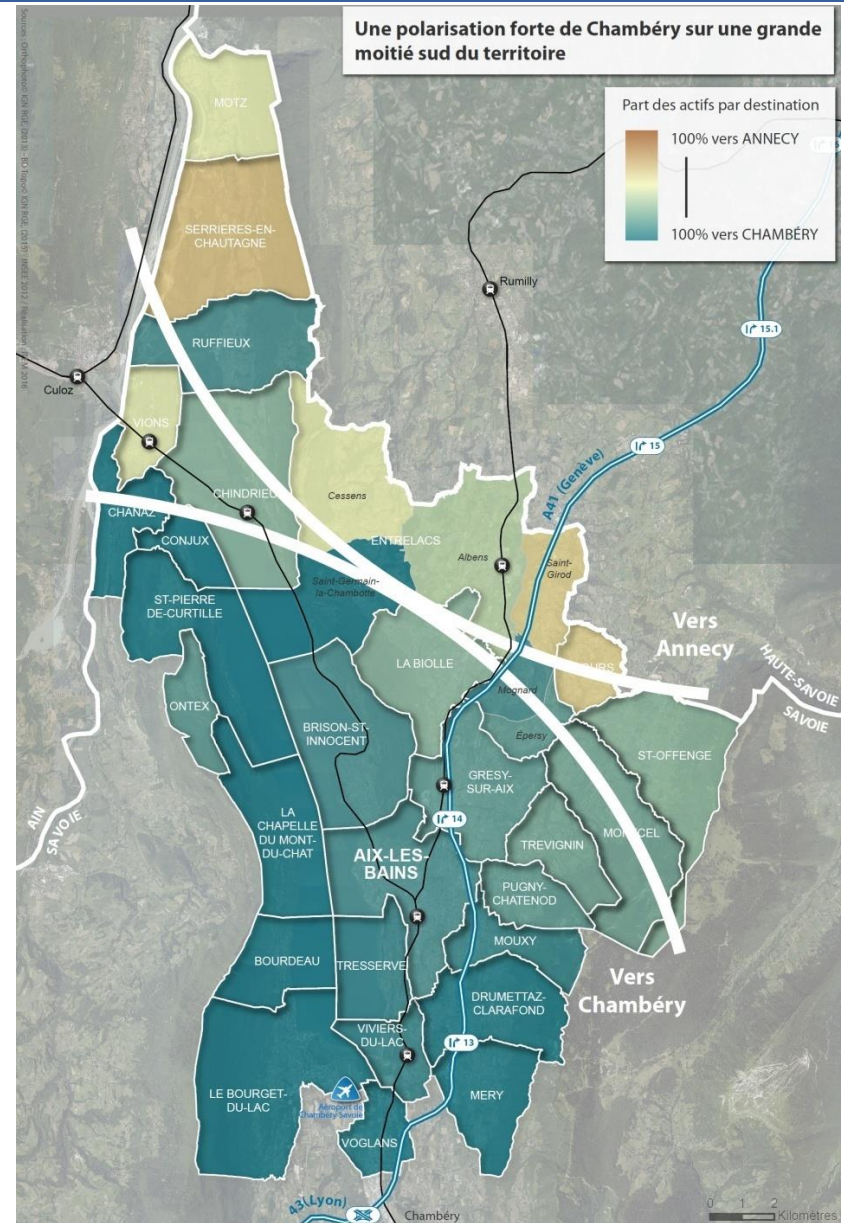 Une polarisation forte de Chambéry sur une grande
moitié sud du territoire
Part des actifs par destination
100% vers ANNECY
100% vers CHAMBÉRY
MOTZ
SERRIERES-EN-
CHAUTAGNE
Rumilly
RUFFIEUX
15.1
Culoz
VIONS
15
A41 (Genève)
CHINDRIEUX
Cessens
CHANAZ
CONJUX
ENTRELACS
Albens
Saint-
Girod
Saint-Germain-
la-Chambotte
ST-PIERRE
DE-CURTILLE
Vers
Annecy
HAUTE-SAVOIE
SAVOIE
LA BIOLLE
Mognard
ONTEX
Épersy
BRISON-ST-
INNOCENT
ST-OFFENGE
GRESY-
SUR-AIX
LA
CHAPELLE
DU MONT-
DU-CHAT
14
AIN
SAVOIE
TREVIGNIN
AIX-LES-
BAINS
PUGNY-
CHATENOD
MOUXY
BOURDEAU
TRESSERVE
Vers
Chambéry
DRUMETTAZ-
CLARAFOND
VIVIERS-
DU-LAC
13
LE BOURGET-
DU-LAC
MERY
Aéroport de
Chambéry Savoie
VOGLANS
43(Lyon)
Chambéry
0 1 2
Kilomètres